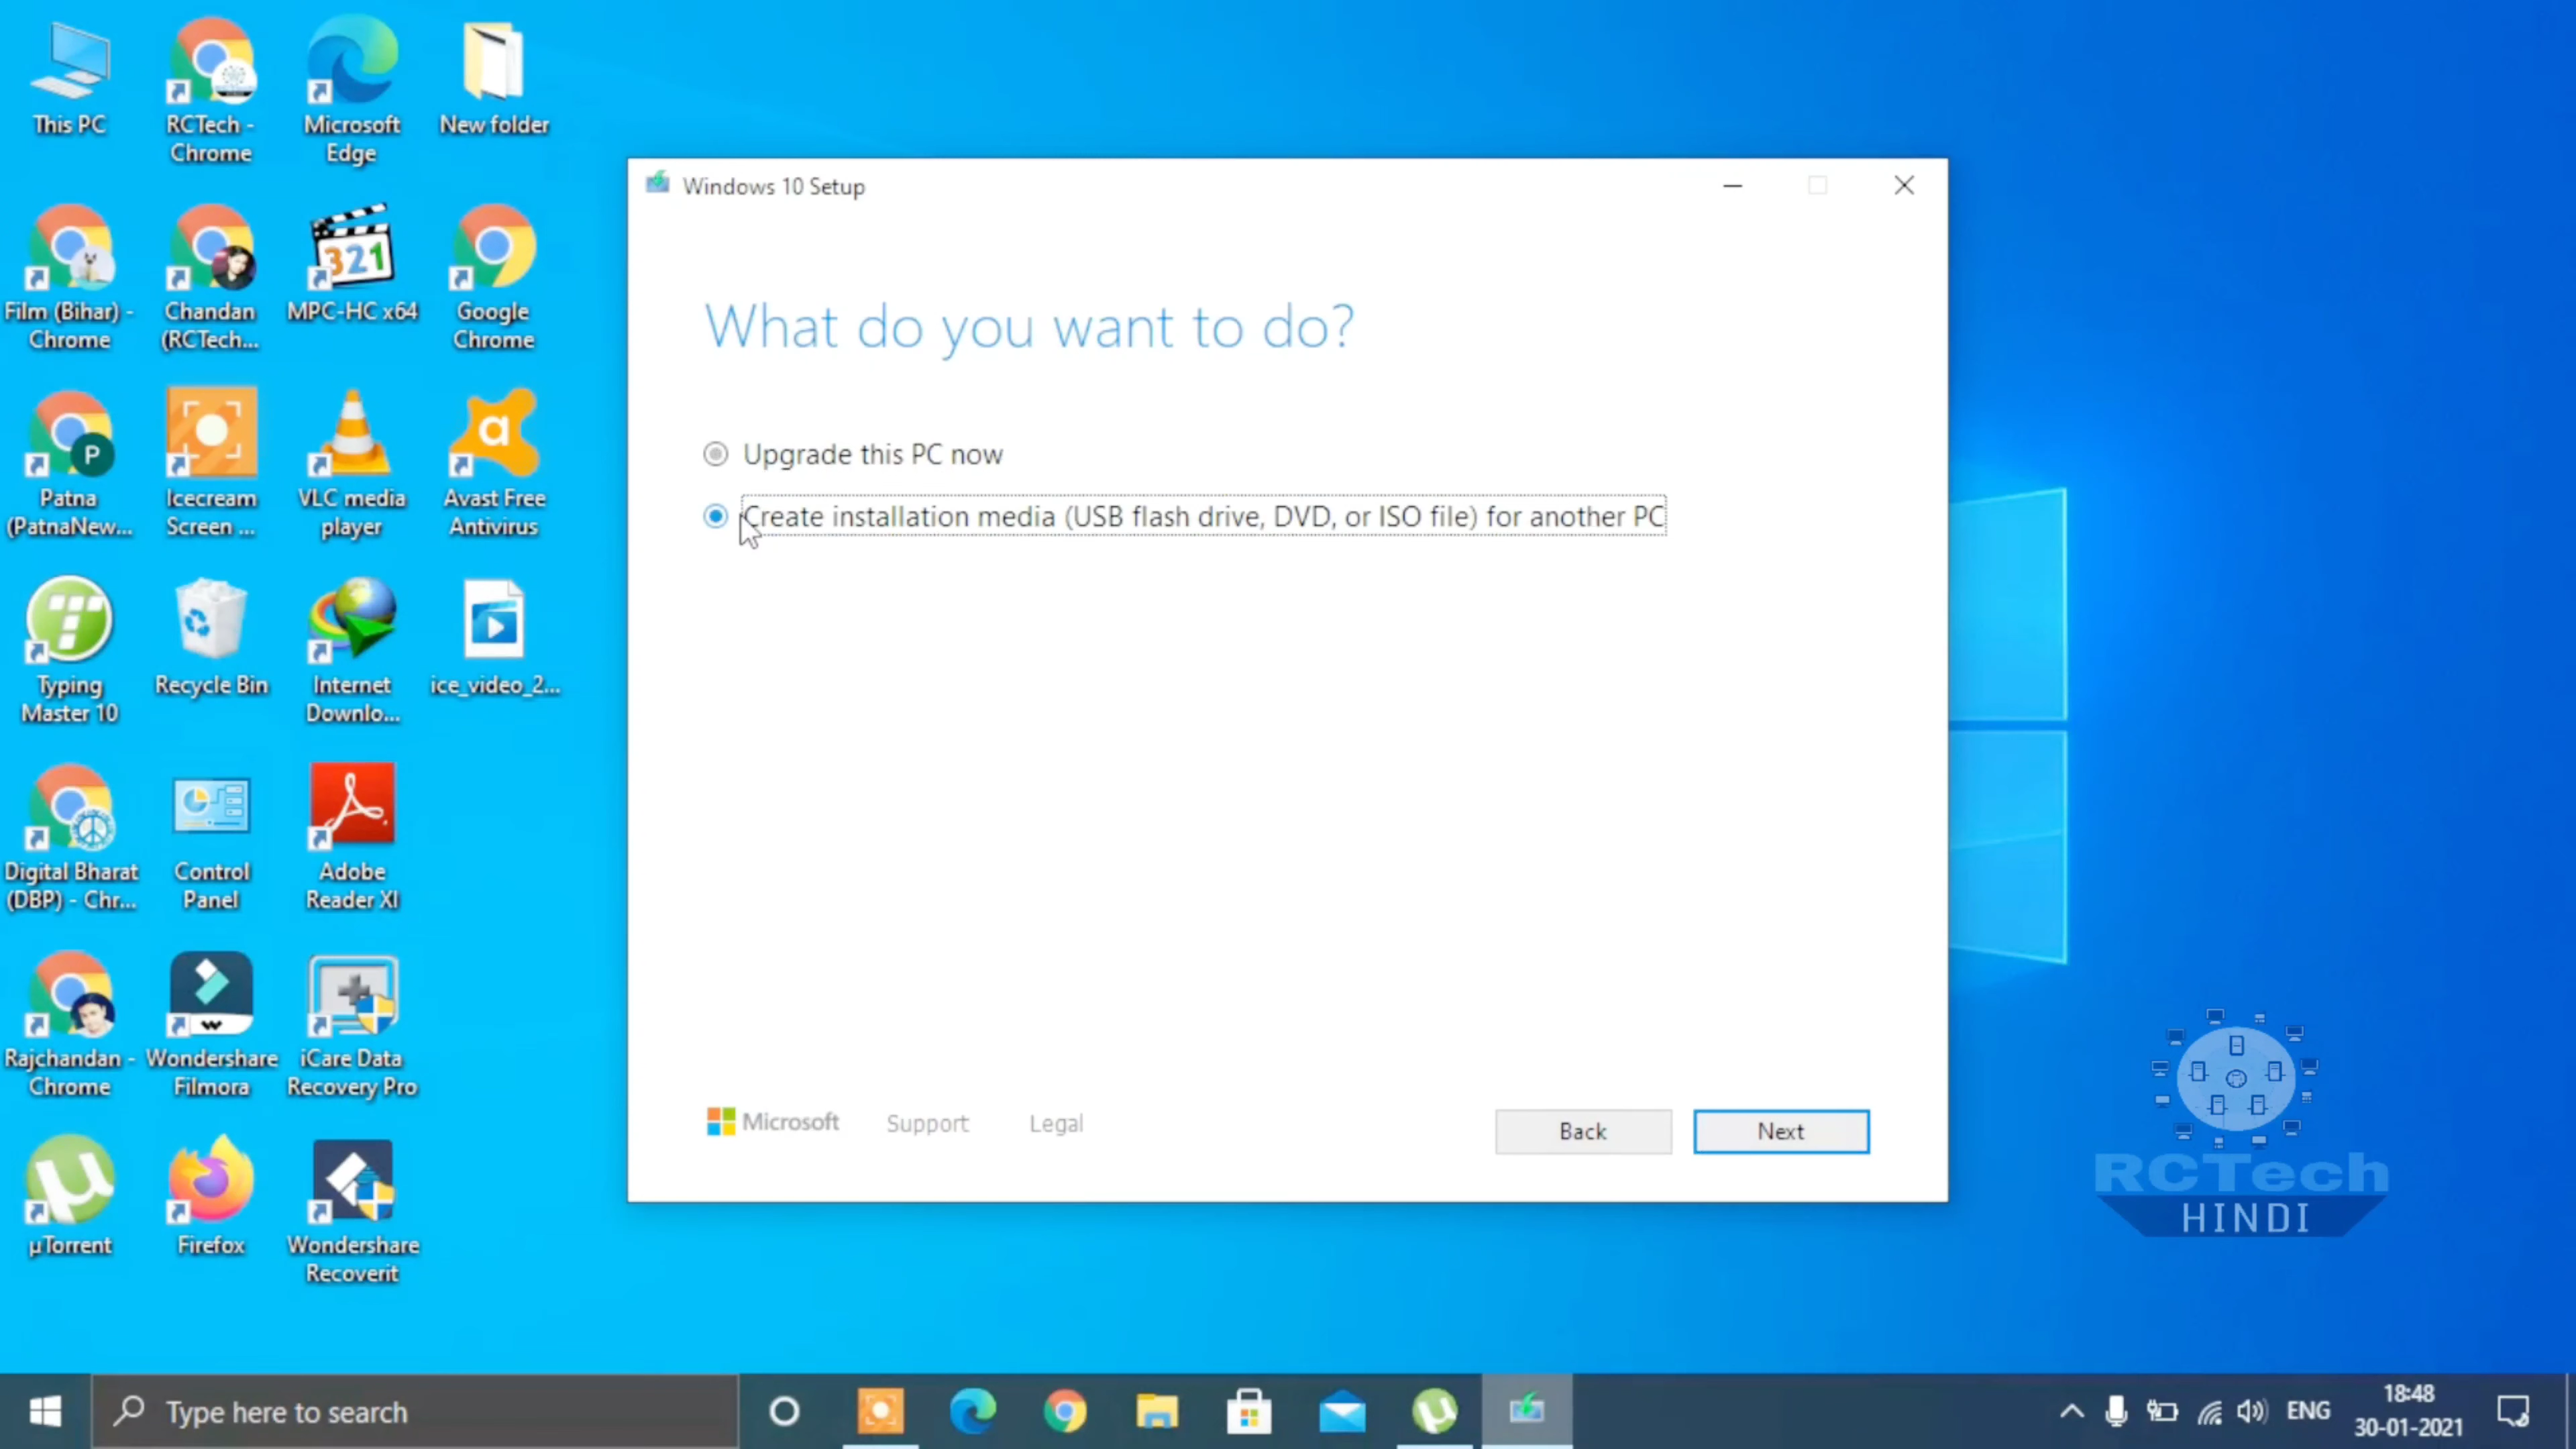 This PC
RCTech -
Chrome
Microsoft
Edge
New folder
Film (Bihar) -
Chrome
Chandan
(RCTech...
321
MPC-HC x64
Google
Chrome
P
Patna
(PatnaNew...
Icecream
Screen ...
VLC media
player
a
Avast Free
Antivirus
Typing
Master 10
Recycle Bin
Internet
Downlo...
ice_video_2...
Digital Bharat
(DBP) - Chr...
Control
Panel
Adobe
Reader XI
Rajchandan -
Chrome
Wondershare
Filmora
iCare Data
Recovery Pro
µ
µTorrent
Firefox
Wondershare
Recoverit
Windows 10 Setup
What do you want to do?
Upgrade this PC now
Create installation media (USB flash drive, DVD, or ISO file) for another PC
Microsoft
Support
Legal
Back
Next
RCTech
HINDI
Type here to search
µ
ENG
18:48
30-01-2021